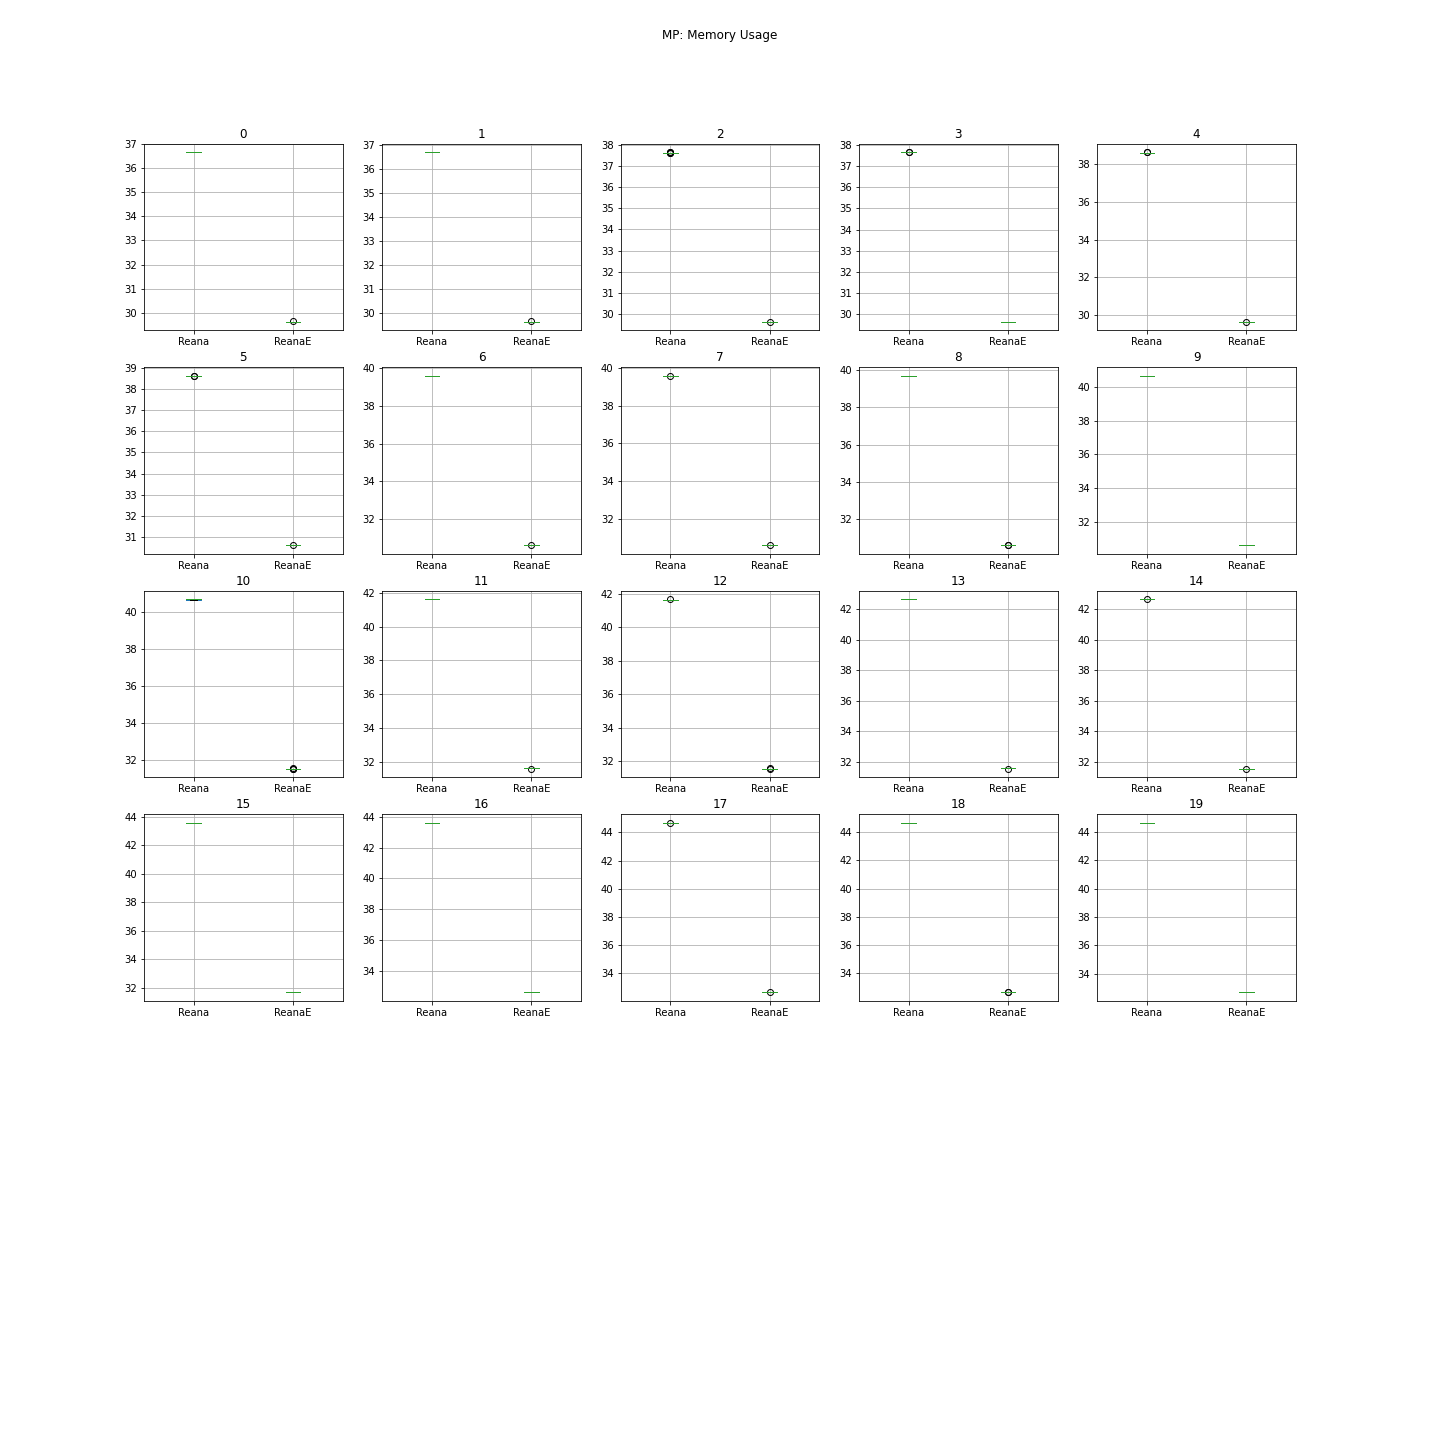 MP: Memory Usage
0 1 2 3 4
37 37 38 38 38
36 36 37 37 36
35 35 36 36 34
34 34 35 35 32
33 33 34 34 30
32 32 33 33
31 31 32 32
30 30 31 31
30 30
Reana ReanaE Reana ReanaE Reana ReanaE Reana ReanaE Reana ReanaE
5 6 7 8 9
39 40 40 40 40
38 38 38 38 38
37 36 36 36 36
36 34 34 34 34
35 32 32 32 32
34
33
32
31
Reana ReanaE Reana ReanaE Reana ReanaE Reana ReanaE Reana ReanaE
10 11 12 13 14
40 42 42 42 42
38 40 40 40 40
36 38 38 38 38
34 36 36 36 36
32 34 34 34 34
32 32 32 32
Reana ReanaE Reana ReanaE Reana ReanaE Reana ReanaE Reana ReanaE
15 16 17 18 19
44 44 44 44 44
42 42 42 42 42
40 40 40 40 40
38 38 38 38 38
36 36 36 36 36
34 34 34 34 34
32
Reana ReanaE Reana ReanaE Reana ReanaE Reana ReanaE Reana ReanaE